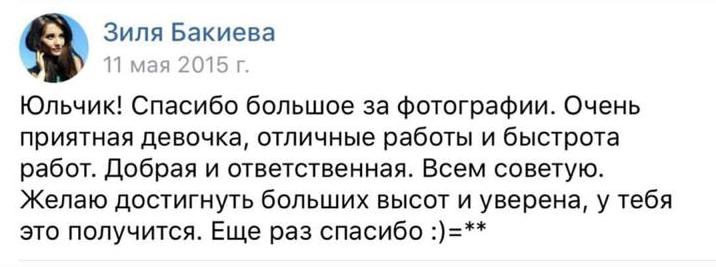 Зиля Бакиева
11 мая 2015 г.
Юльчик! Спасибо большое за фотографии. Очень
приятная девочка, отличные работы и быстрота
работ. Добрая и ответственная. Всем советую.
Желаю достигнуть больших высот и уверена, у тебя
это получится. Еще раз спасибо :)=**